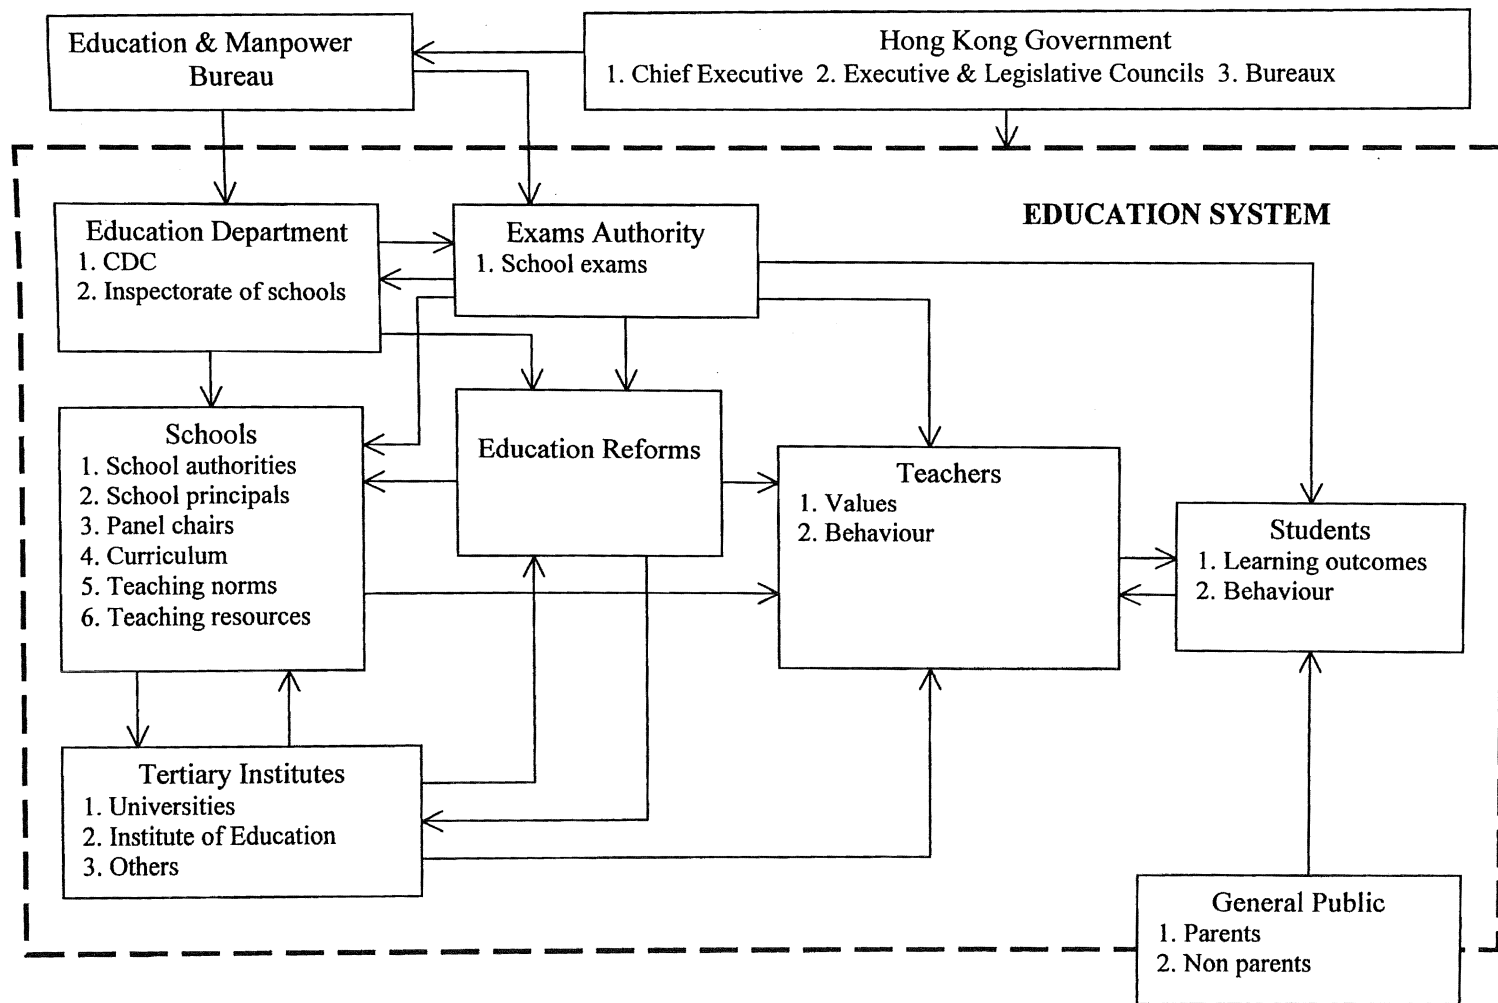 Education & Manpower
Bureau
Hong Kong Government
1. Chief Executive 2. Executive & Legislative Councils 3. Bureaux
EDUCATION SYSTEM
Education Department
1. CDC
2. Inspectorate of schools
Exams Authority
1. School exams
Schools
1. School authorities
2. School principals
3. Panel chairs
4. Curriculum
5. Teaching norms
6. Teaching resources
Education Reforms
Teachers
1. Values
2. Behaviour
Students
1. Learning outcomes
2. Behaviour
Tertiary Institutes
1. Universities
2. Institute of Education
3. Others
General Public
1. Parents
2. Non parents